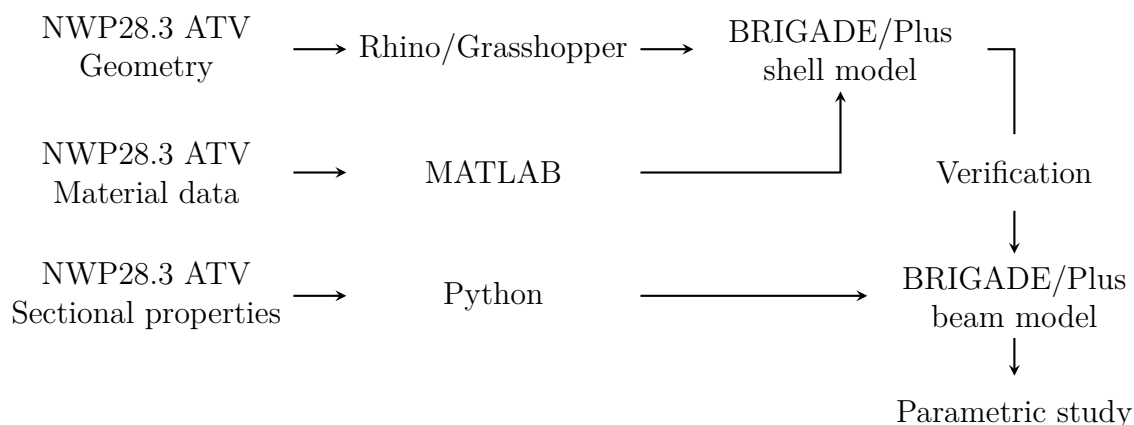 NWP28.3 ATV
Geometry
Rhino/Grasshopper
BRIGADE/Plus
shell model
NWP28.3 ATV
Material data
MATLAB
Verification
NWP28.3 ATV
Sectional properties
Python
BRIGADE/Plus
beam model
Parametric study